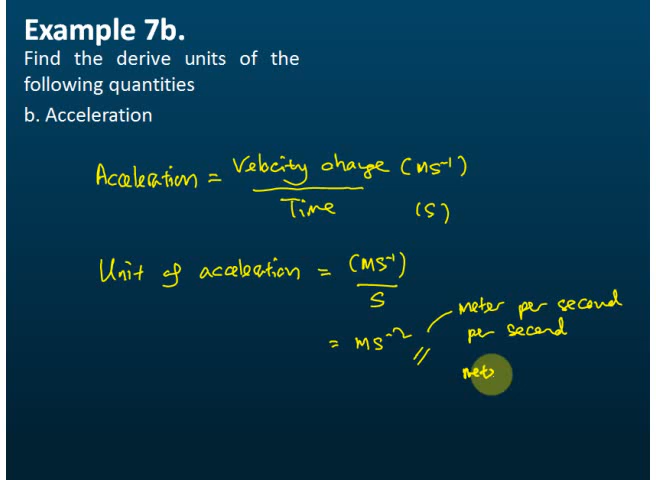 Example 7b.
Find the derive units of the
following quantities
b. Acceleration
Acceleration = Velocity change (ms⁻¹)
Time (s)
Unit of acceleration = (ms⁻¹)
s
= ms⁻² meter per second
per second
met